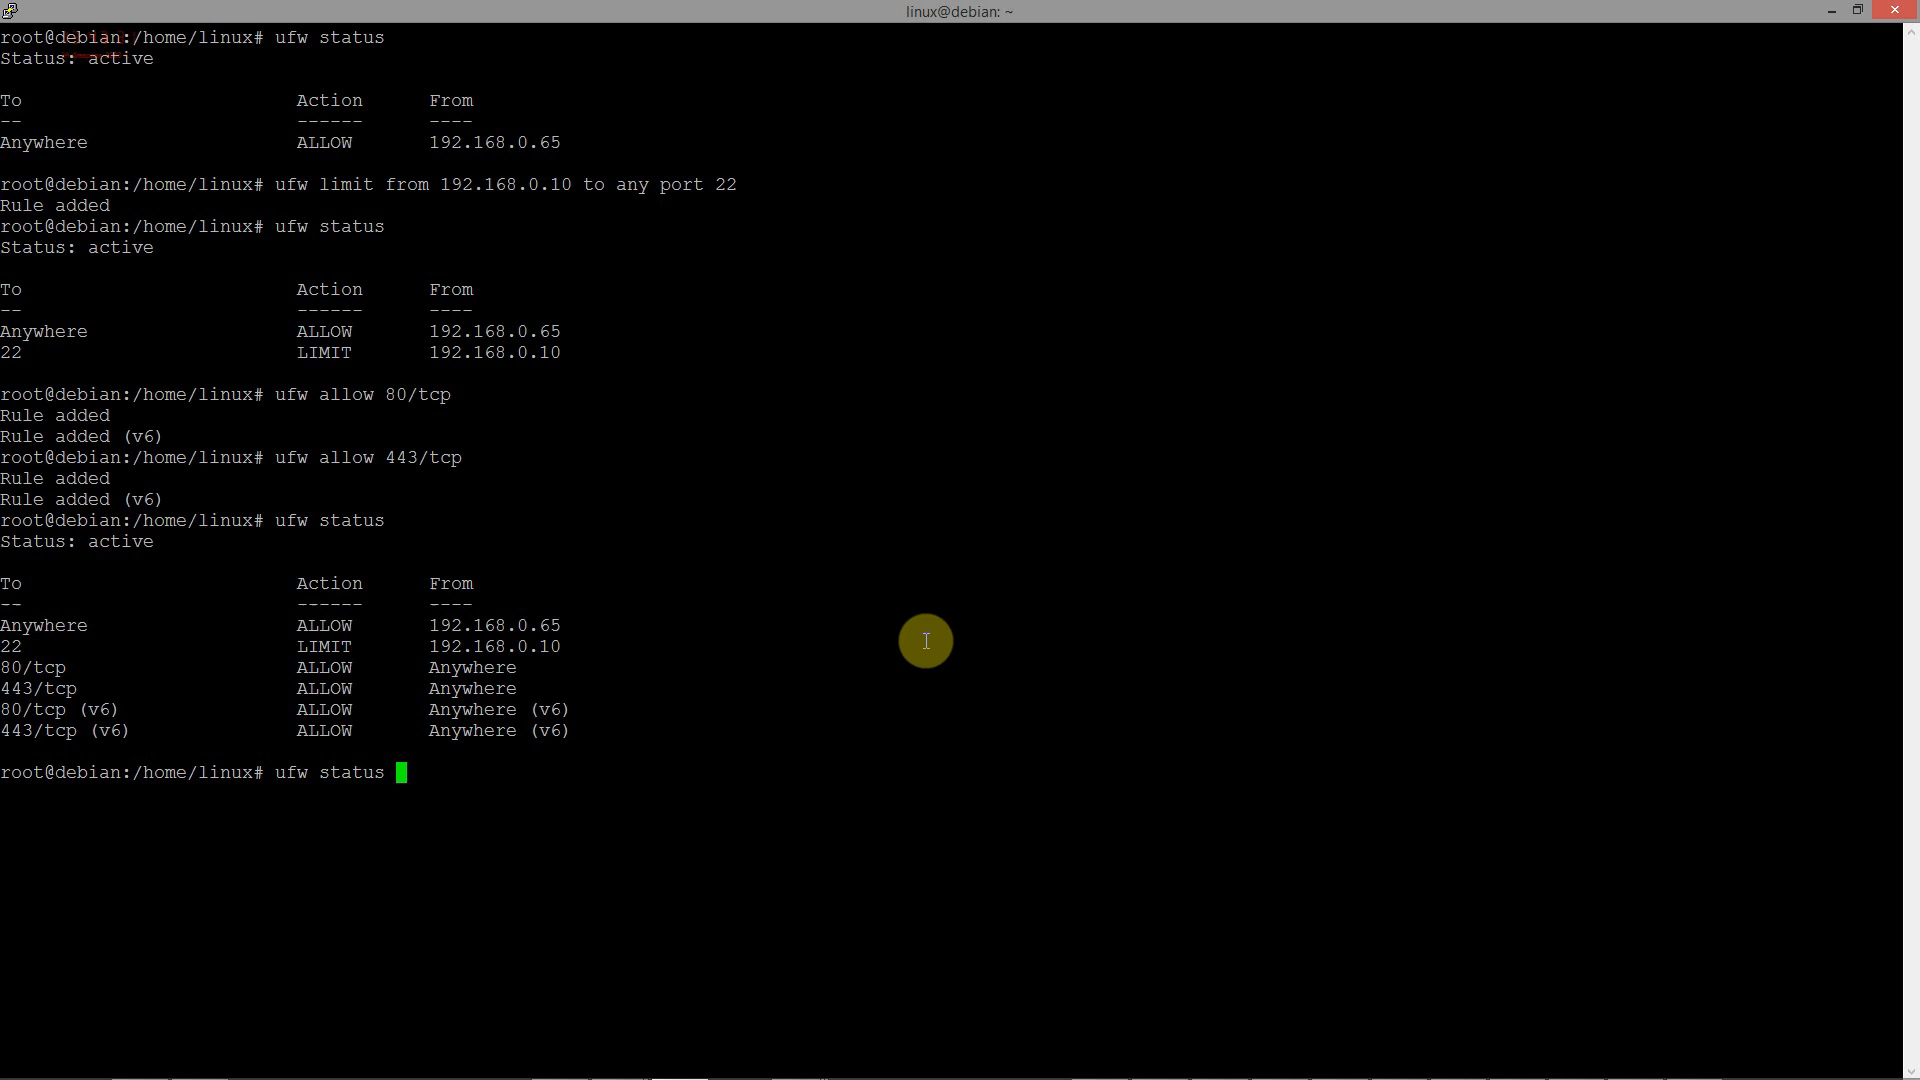 linux@debian: ~
root@debian:/home/linux# ufw status
Status: active
To                         Action      From
--                         ------      ----
Anywhere                   ALLOW       192.168.0.65
root@debian:/home/linux# ufw limit from 192.168.0.10 to any port 22
Rule added
root@debian:/home/linux# ufw status
Status: active
To                         Action      From
--                         ------      ----
Anywhere                   ALLOW       192.168.0.65
22                         LIMIT       192.168.0.10
root@debian:/home/linux# ufw allow 80/tcp
Rule added
Rule added (v6)
root@debian:/home/linux# ufw allow 443/tcp
Rule added
Rule added (v6)
root@debian:/home/linux# ufw status
Status: active
To                         Action      From
--                         ------      ----
Anywhere                   ALLOW       192.168.0.65
22                         LIMIT       192.168.0.10
80/tcp                     ALLOW       Anywhere
443/tcp                    ALLOW       Anywhere
80/tcp (v6)                ALLOW       Anywhere (v6)
443/tcp (v6)               ALLOW       Anywhere (v6)
root@debian:/home/linux# ufw status